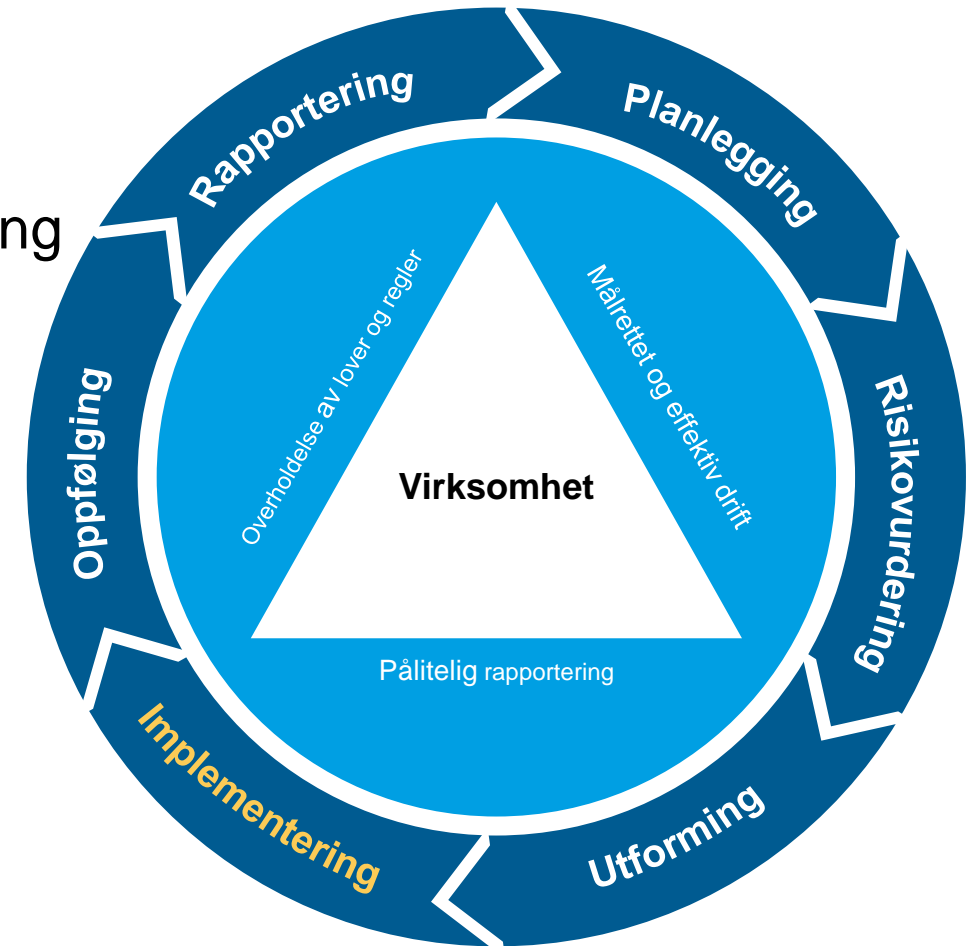 ng
Rapportering
Planlegging
Risikovurdering
Utforming
Implementering
Oppfølging
Overholdelse av lover og regler
Målrettet og effektiv drift
Virksomhet
Pålitelig rapportering